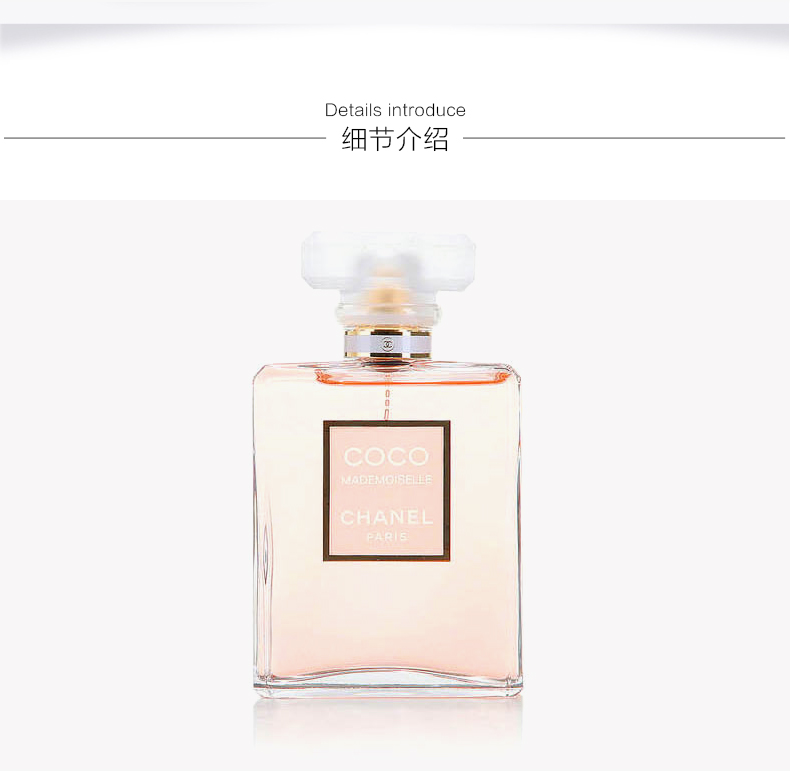 Details introduce
细节介绍
COCO
MADEMOISELLE
CHANEL
PARIS